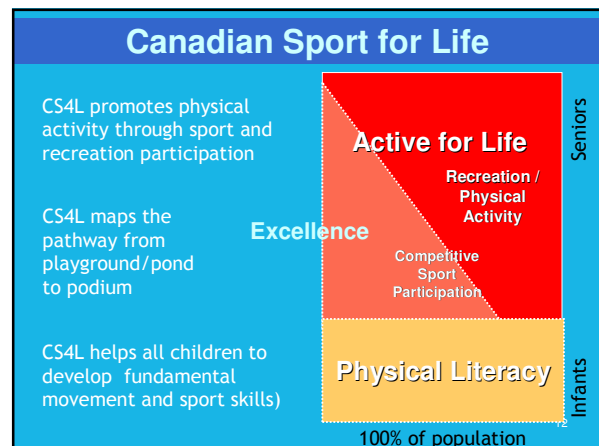 Canadian Sport for Life
CS4L promotes physical
activity through sport and
recreation participation
CS4L maps the
pathway from
playground/pond
to podium
CS4L helps all children to
develop fundamental
movement and sport skills)
Active for Life
Recreation /
Physical
Activity
Excellence
Competitive
Sport
Participation
Physical Literacy
Seniors
Infants
12
100% of population